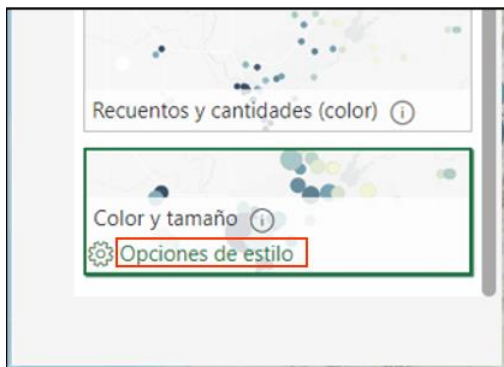 Recuentos y cantidades (color)
Color y tamaño
Opciones de estilo